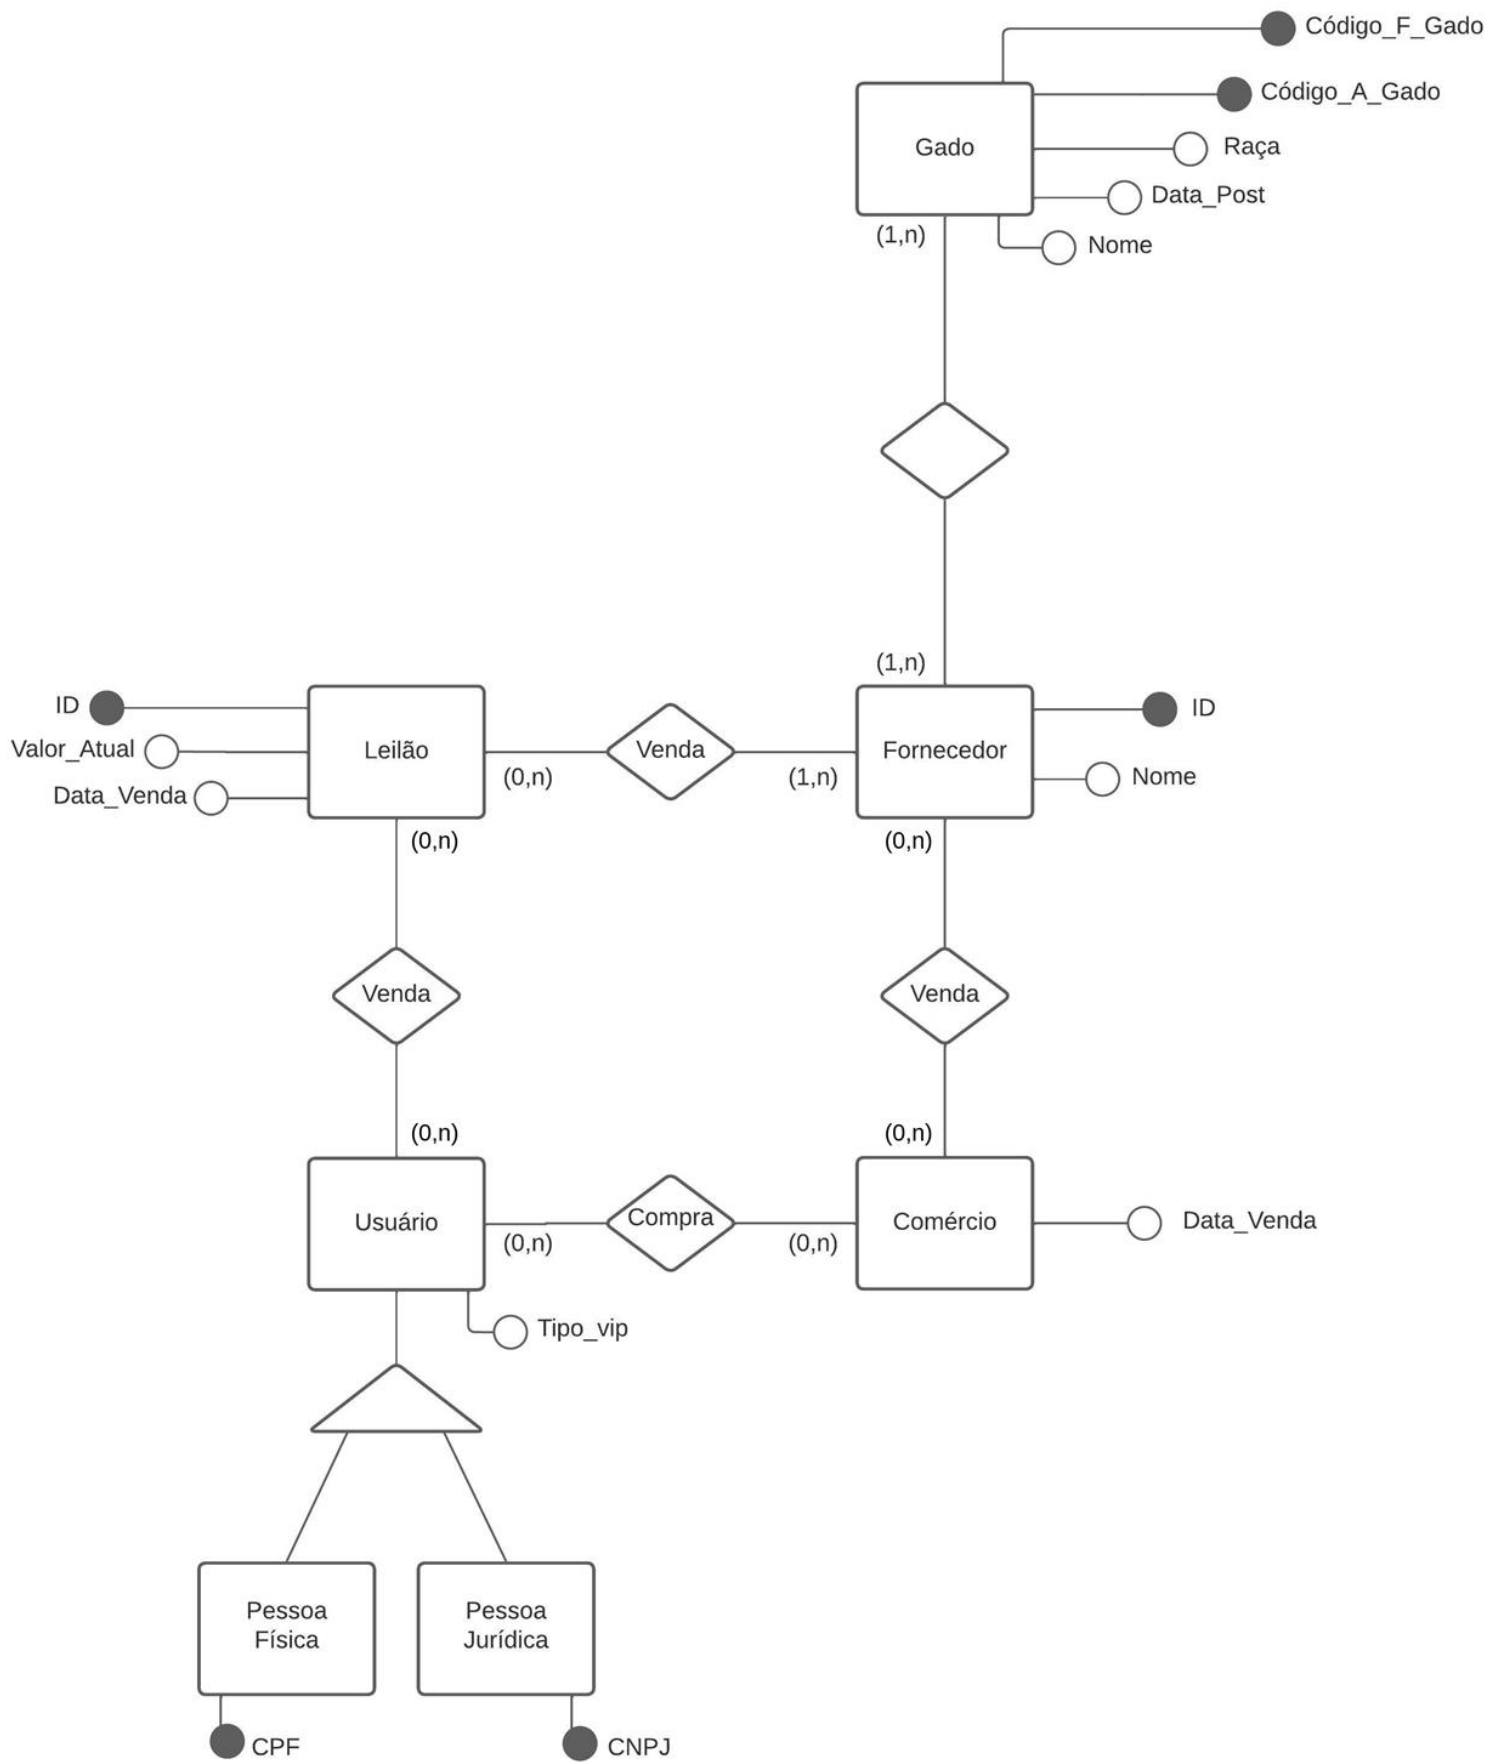 Código_F_Gado
Código_A_Gado
Gado
Raça
Data_Post
(1,n)
Nome
(1,n)
ID
Leilão
Venda
Fornecedor
ID
Valor_Atual
(0,n)
(1,n)
Nome
Data_Venda
(0,n)
(0,n)
Venda
Venda
(0,n)
(0,n)
Usuário
Compra
Comércio
Data_Venda
(0,n)
(0,n)
Tipo_vip
Pessoa
Física
Pessoa
Jurídica
CPF
CNPJ